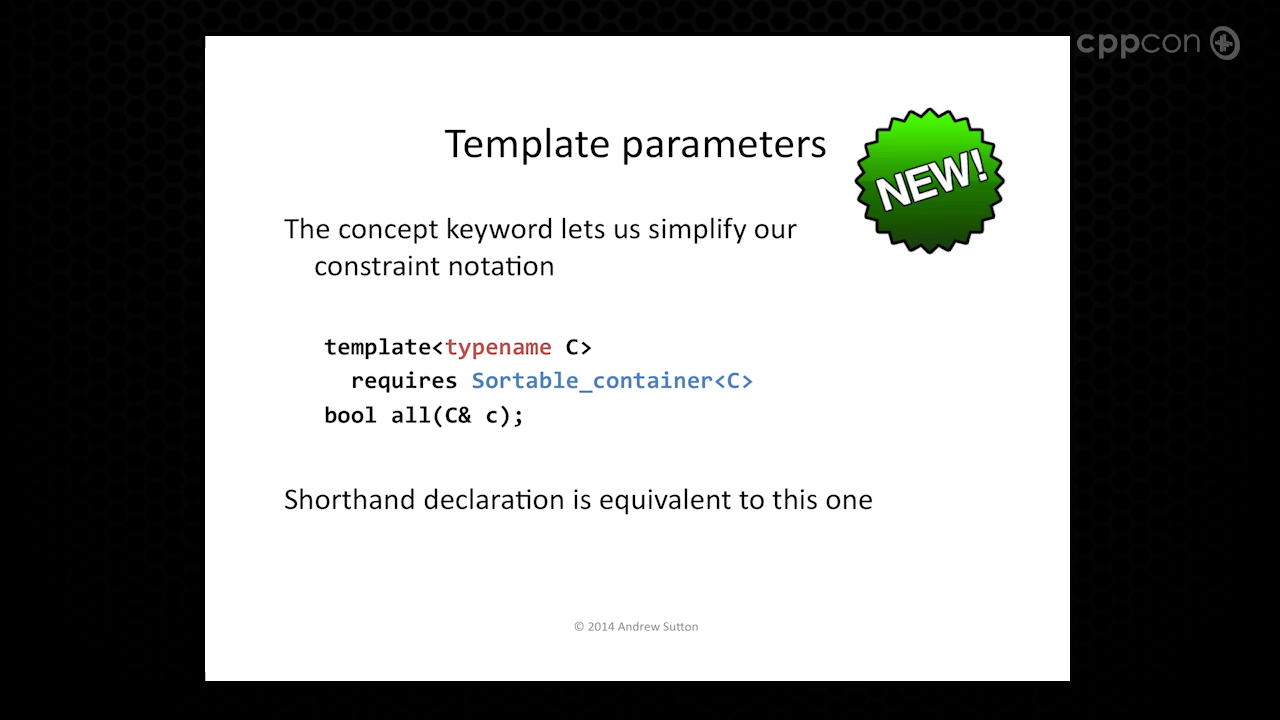 cppcon
Template parameters
NEW!
The concept keyword lets us simplify our
constraint notation
template<typename C>
requires Sortable_container<C>
bool all(C& c);
Shorthand declaration is equivalent to this one
© 2014 Andrew Sutton